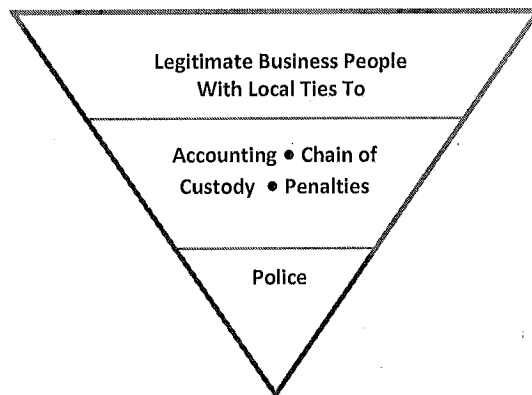 Legitimate Business People
With Local Ties To
Accounting • Chain of
Custody • Penalties
Police